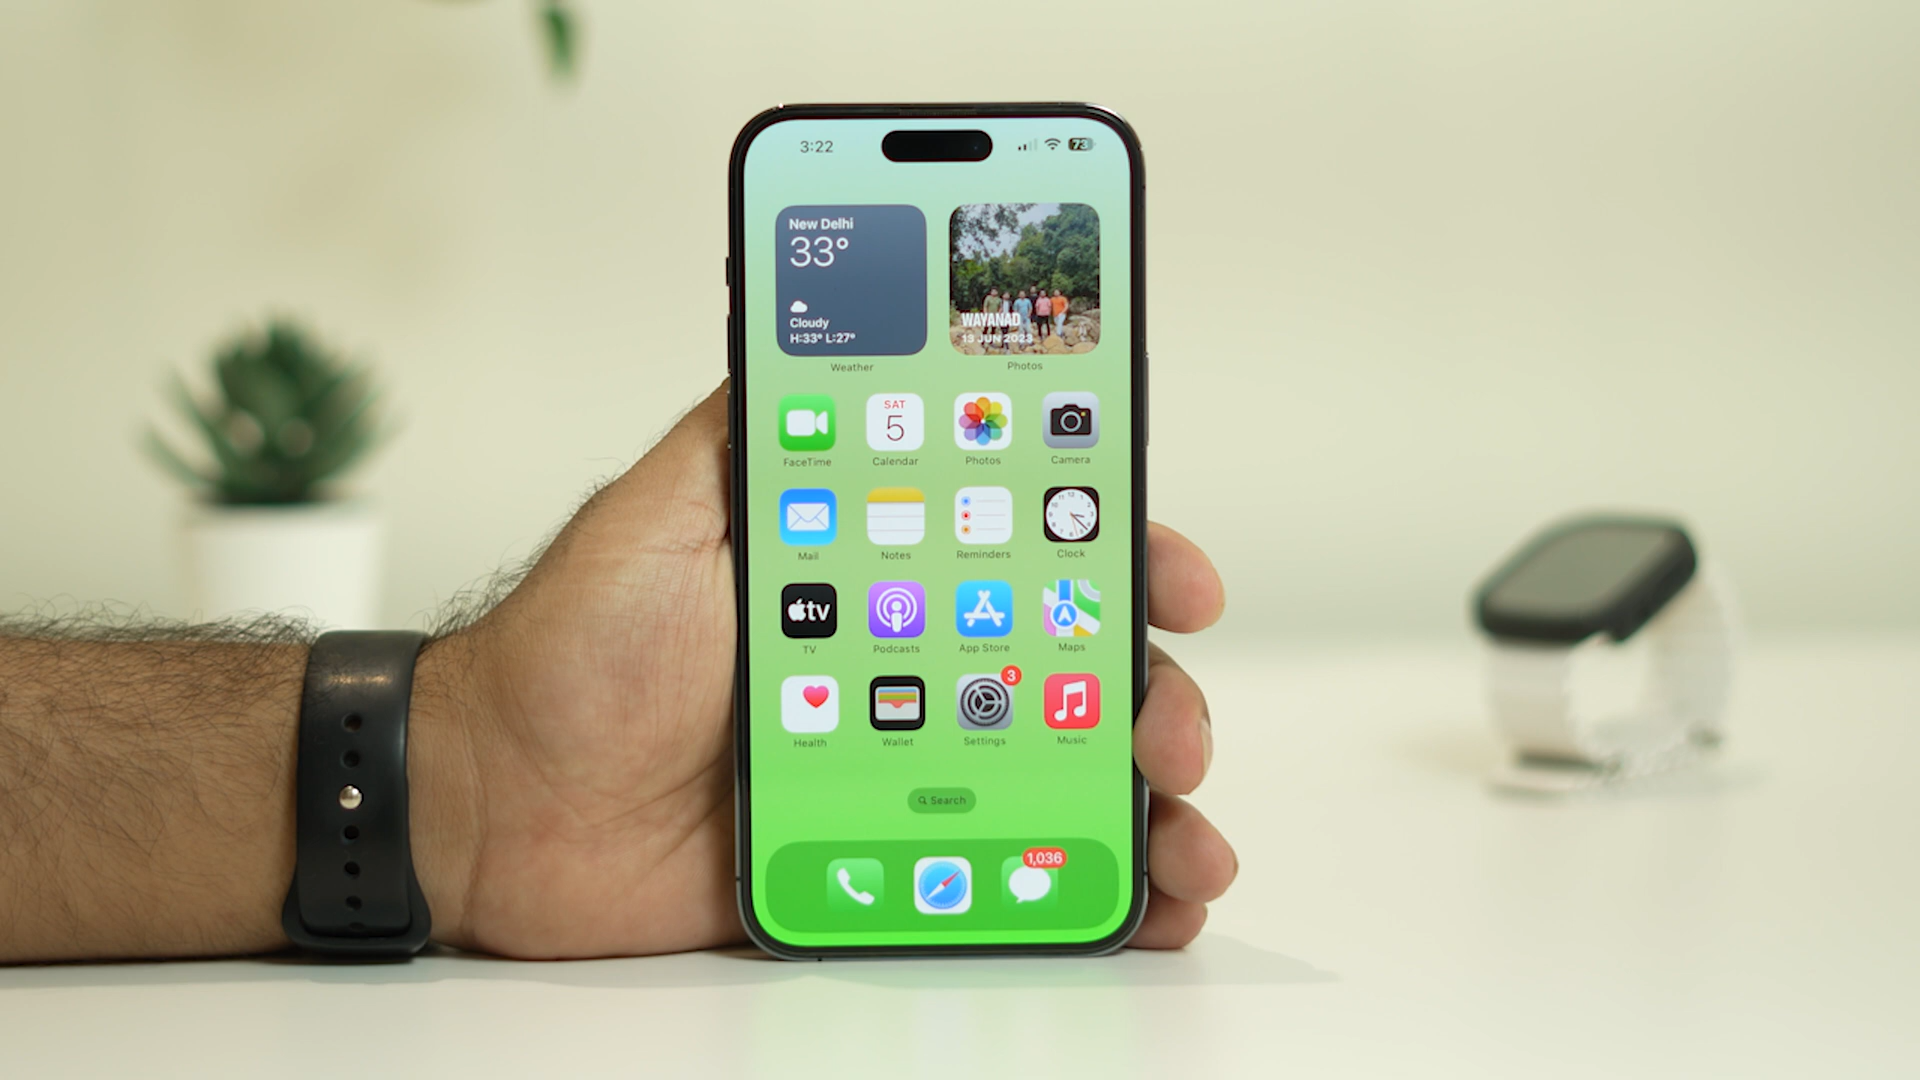 3:22
73
New Delhi
33°
Cloudy
H:33° L:27°
WAYANAD
13 JUN 2023
Weather
Photos
SAT
5
FaceTime
Calendar
Photos
Camera
Mail
Notes
Reminders
Clock
tv
TV
Podcasts
App Store
Maps
3
Health
Wallet
Settings
Music
Search
1,036